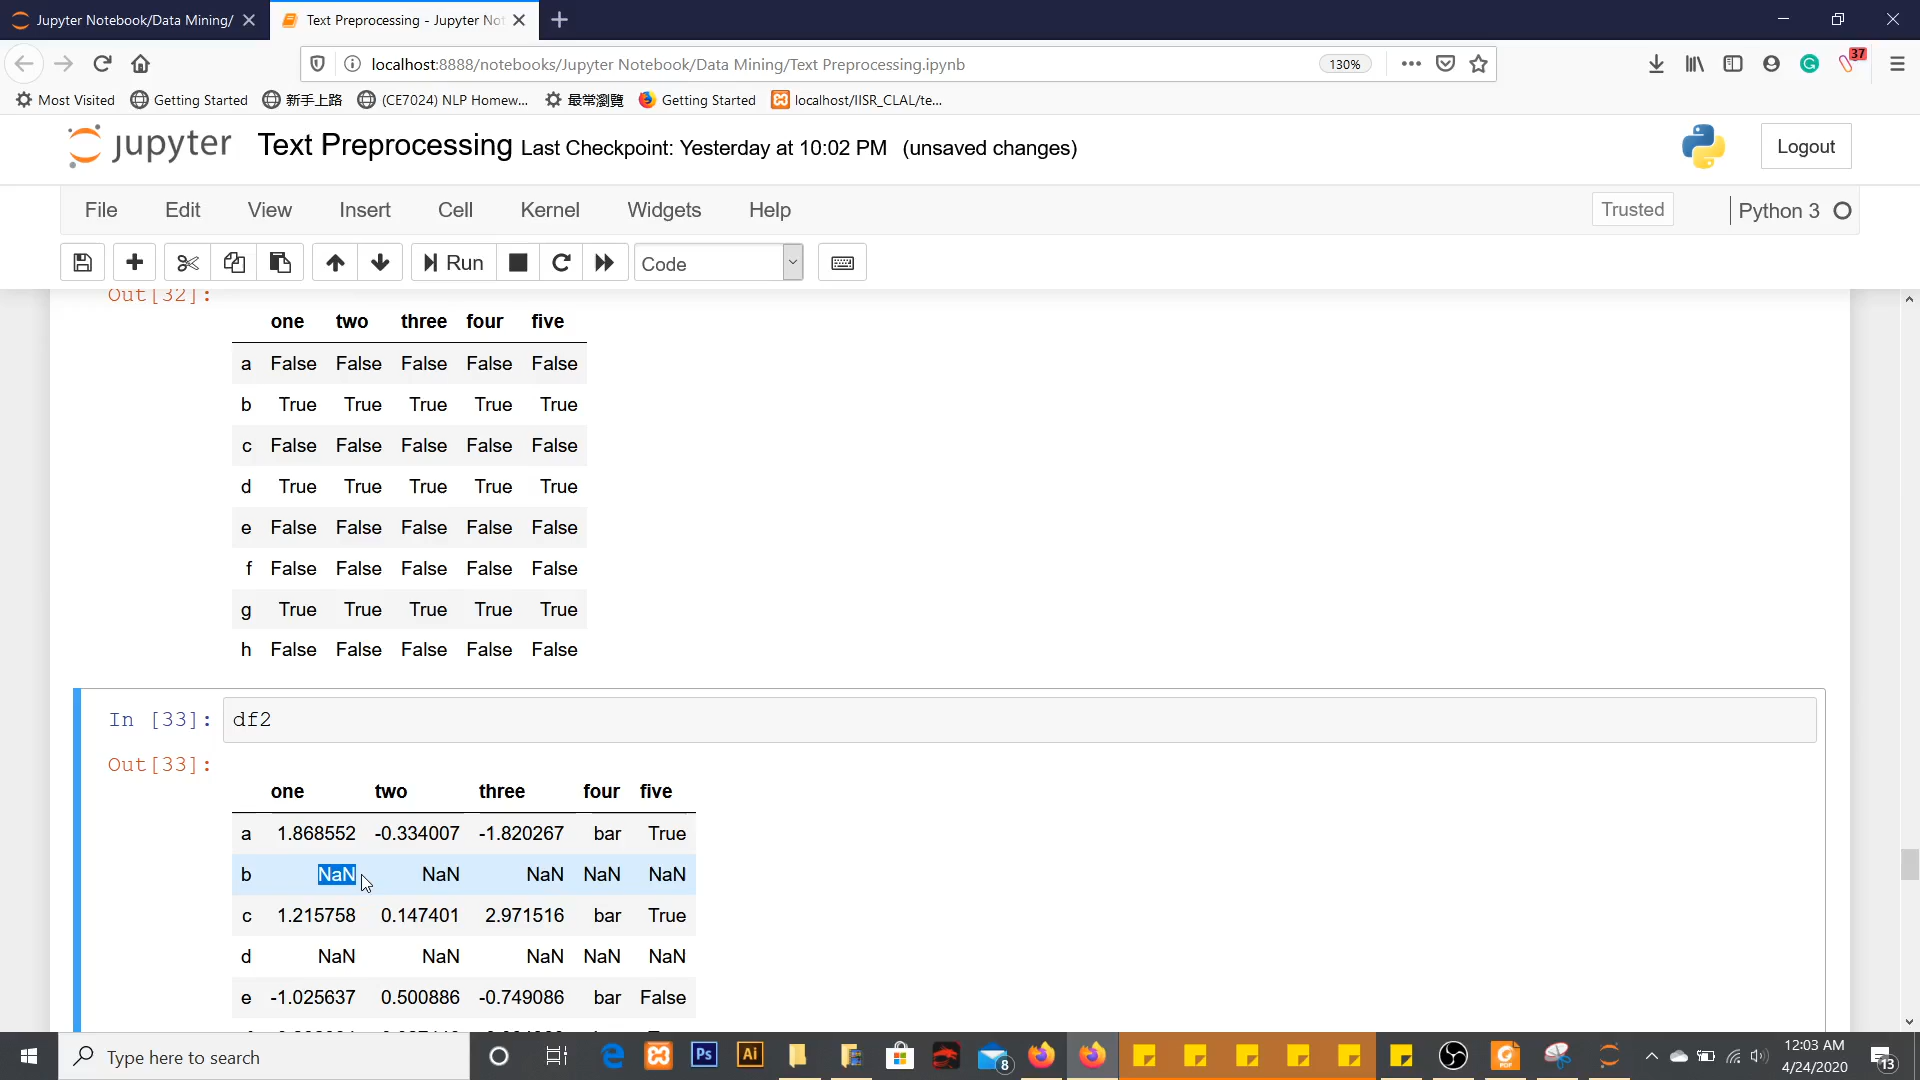 Jupyter Notebook/Data Mining/
Text Preprocessing - Jupyter Not
localhost:8888/notebooks/Jupyter Notebook/Data Mining/Text Preprocessing.ipynb
130%
37
Most Visited
Getting Started
新手上路
(CE7024) NLP Homew...
最常瀏覽
Getting Started
localhost/IISR_CLAL/te...
jupyter
Text Preprocessing Last Checkpoint: Yesterday at 10:02 PM (unsaved changes)
Logout
File Edit View Insert Cell Kernel Widgets Help
Trusted
Python 3
Run
Code
Out[32]:
one two three four five
a False False False False False
b True True True True True
c False False False False False
d True True True True True
e False False False False False
f False False False False False
g True True True True True
h False False False False False
In [33]: df2
Out[33]:
one two three four five
a 1.868552 -0.334007 -1.820267 bar True
b NaN NaN NaN NaN NaN
c 1.215758 0.147401 2.971516 bar True
d NaN NaN NaN NaN NaN
e -1.025637 0.500886 -0.749086 bar False
Type here to search
Ps
Ai
8
PDF
12:03 AM
4/24/2020
13